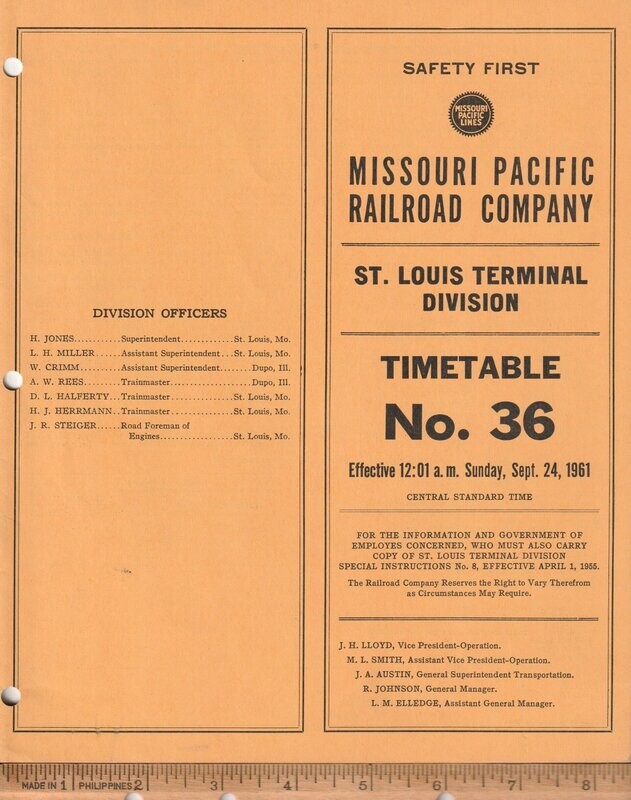 DIVISION OFFICERS
H. JONES...........Superintendent.............St. Louis, Mo.
L. H. MILLER......Assistant Superintendent...St. Louis, Mo.
W. CRIMM..........Assistant Superintendent........Dupo, Ill.
A. W. REES........Trainmaster....................Dupo, Ill.
D. L. HALFERTY...Trainmaster...............St. Louis, Mo.
H. J. HERRMANN..Trainmaster...............St. Louis, Mo.
J. R. STEIGER......Road Foreman of
Engines..................St. Louis, Mo.
SAFETY FIRST
MISSOURI
PACIFIC
LINES
MISSOURI PACIFIC
RAILROAD COMPANY
ST. LOUIS TERMINAL
DIVISION
TIMETABLE
No. 36
Effective 12:01 a.m. Sunday, Sept. 24, 1961
CENTRAL STANDARD TIME
FOR THE INFORMATION AND GOVERNMENT OF
EMPLOYES CONCERNED, WHO MUST ALSO CARRY
COPY OF ST. LOUIS TERMINAL DIVISION
SPECIAL INSTRUCTIONS No. 8, EFFECTIVE APRIL 1, 1955.
The Railroad Company Reserves the Right to Vary Therefrom
as Circumstances May Require.
J. H. LLOYD, Vice President-Operation.
M. L. SMITH, Assistant Vice President-Operation.
J. A. AUSTIN, General Superintendent Transportation.
R. JOHNSON, General Manager.
L. M. ELLEDGE, Assistant General Manager.
MADE IN 1 PHILIPPINES 2 3 4 5 6 7 8